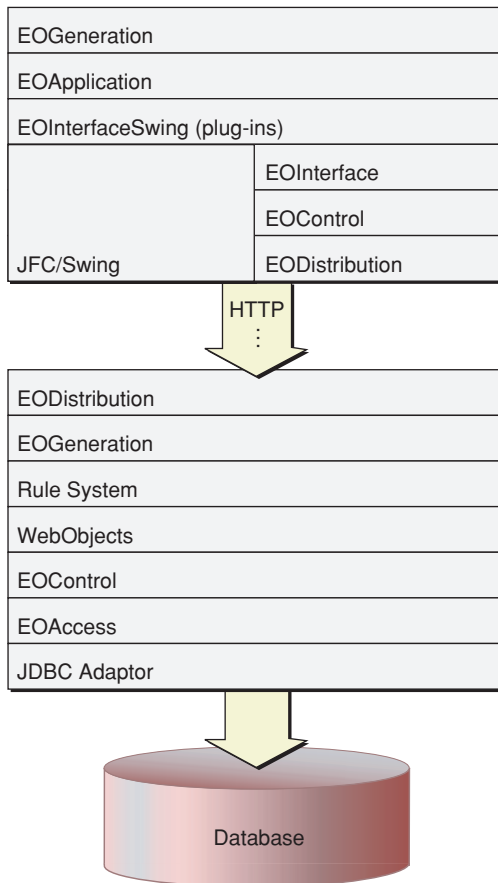 EOGeneration
EOApplication
EOInterfaceSwing (plug-ins)
EOInterface
EOControl
JFC/Swing
EODistribution
HTTP
...
EODistribution
EOGeneration
Rule System
WebObjects
EOControl
EOAccess
JDBC Adaptor
Database